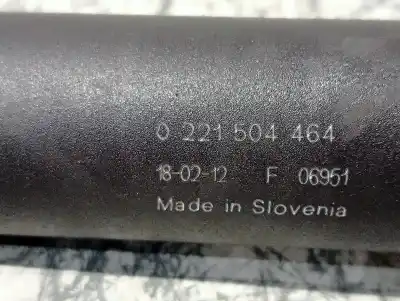 0 221 504 464
18-02-12 F 06951
Made in Slovenia